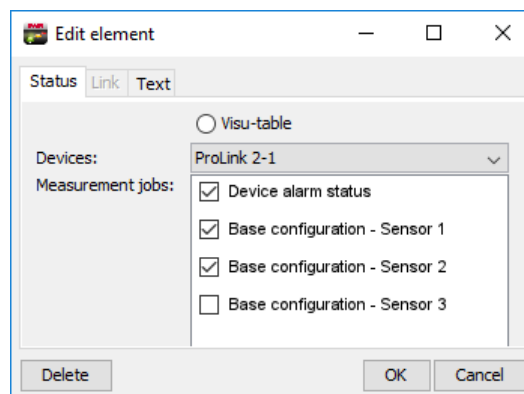 Edit element
Status Link Text
Visu-table
Devices: ProLink 2-1
Measurement jobs: Device alarm status
Base configuration - Sensor 1
Base configuration - Sensor 2
Base configuration - Sensor 3
Delete OK Cancel